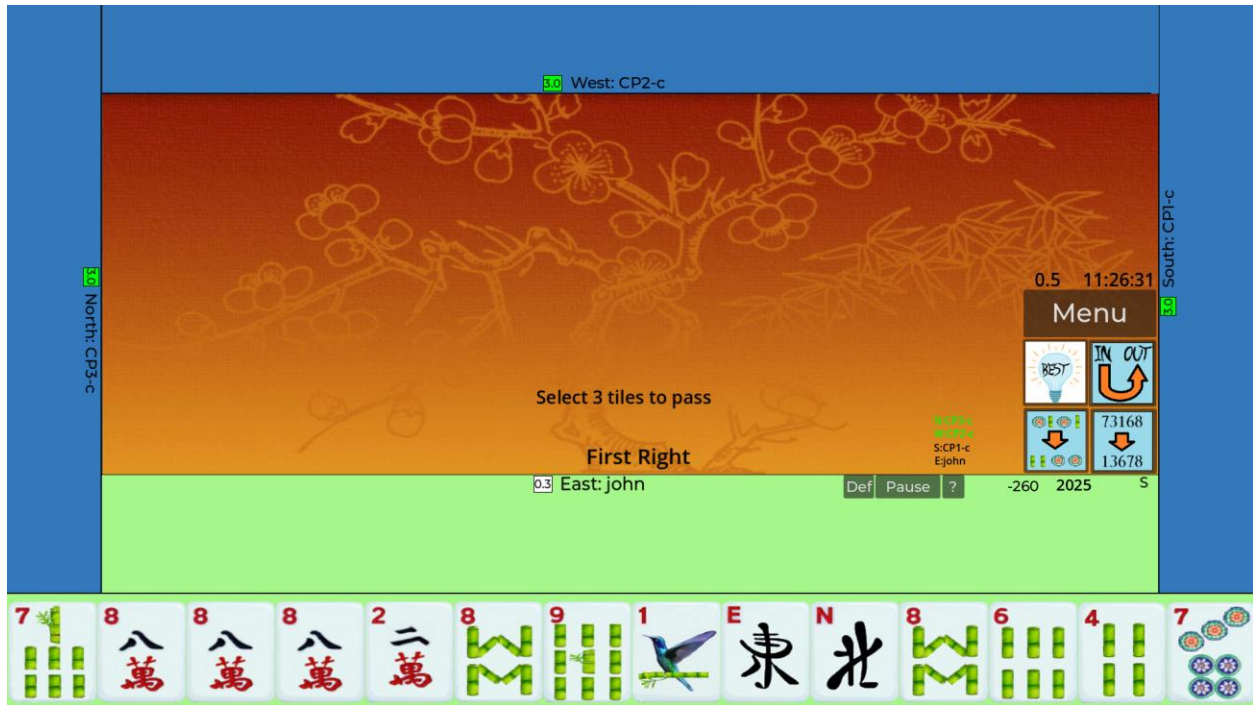 3.0 West: CP2-c
3.0 North: CP3-c
South: CP1-c 3.0
0.5 11:26:31
Menu
BEST
IN OUT
Select 3 tiles to pass
First Right
S:CP1-c
E:john
73168
13678
0.3 East: john
Def Pause ?
-260 2025 S
7 8 8 8 2 8 9 1 E N 8 6 4 7
八 八 八 二 東 北
萬 萬 萬 萬